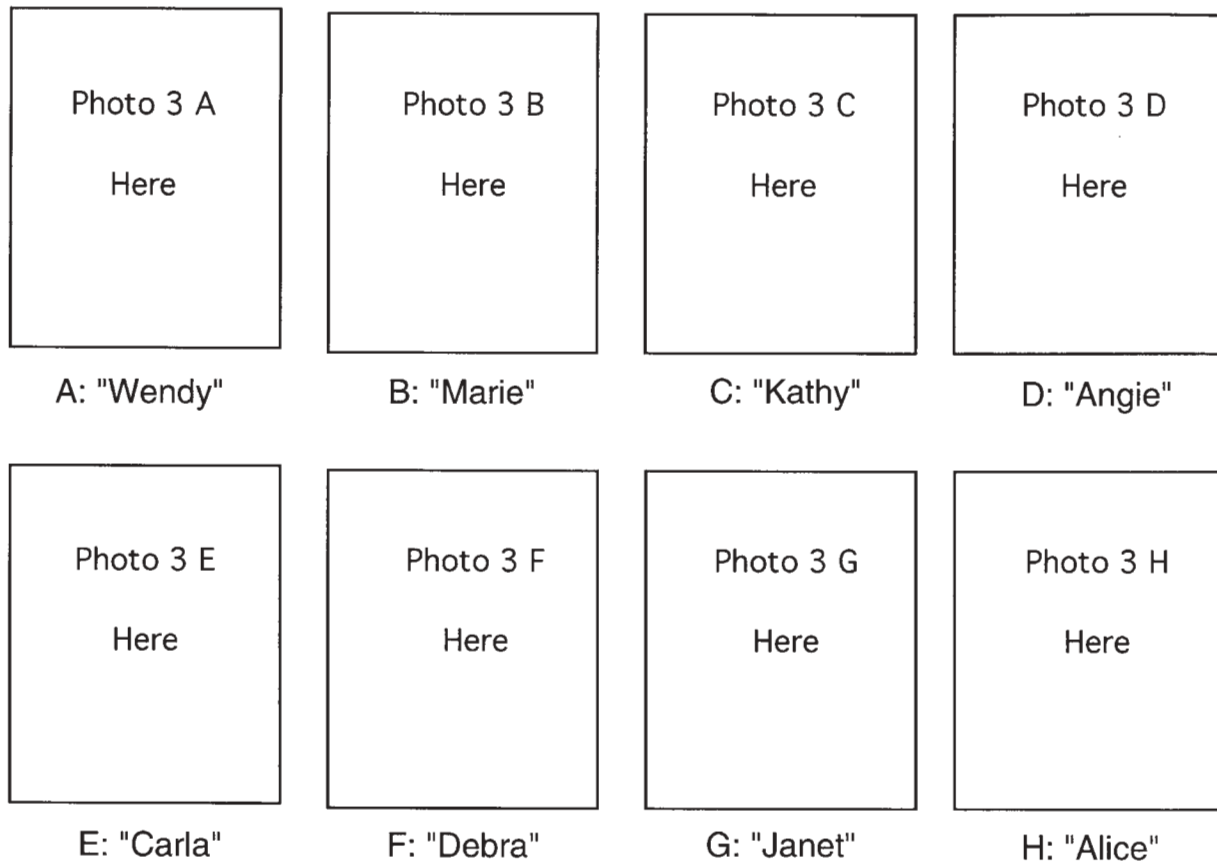 Photo 3 A
Here
Photo 3 B
Here
Photo 3 C
Here
Photo 3 D
Here
A: "Wendy"
B: "Marie"
C: "Kathy"
D: "Angie"
Photo 3 E
Here
Photo 3 F
Here
Photo 3 G
Here
Photo 3 H
Here
E: "Carla"
F: "Debra"
G: "Janet"
H: "Alice"